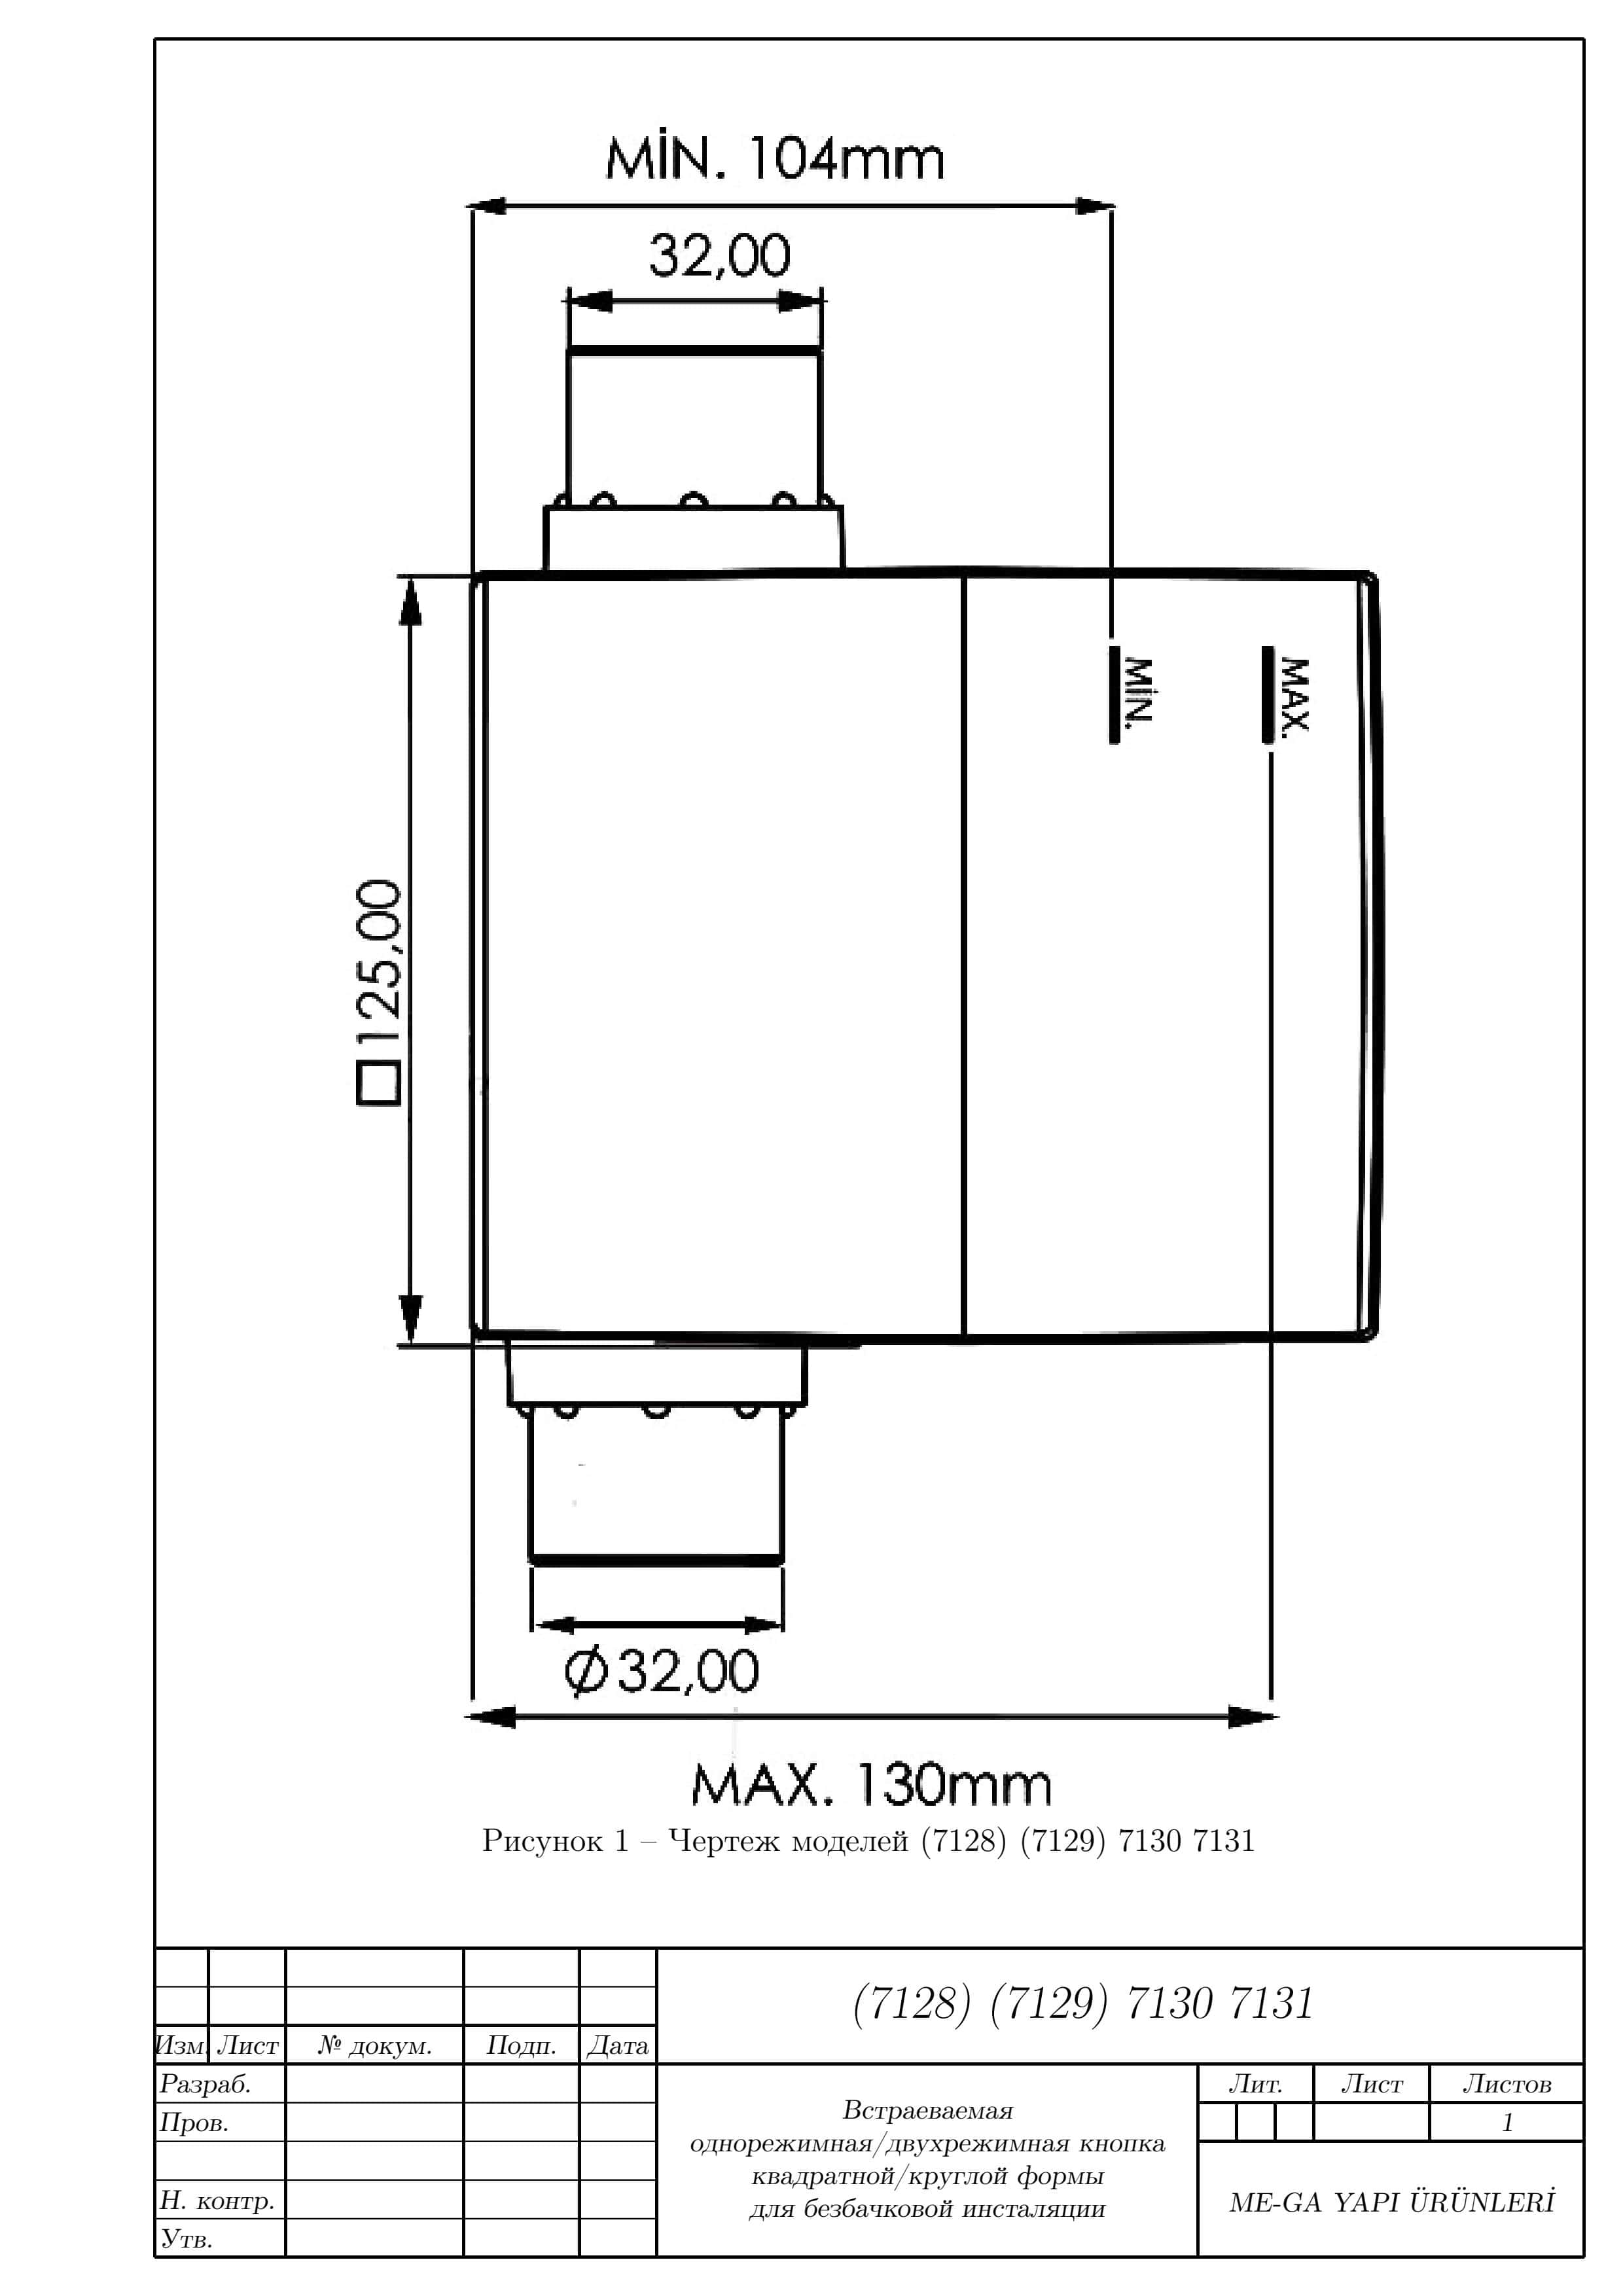 MİN. 104mm
32,00
MİN.
MAX.
□125,00
Ø32,00
MAX. 130mm
Рисунок 1 – Чертеж моделей (7128) (7129) 7130 7131
(7128) (7129) 7130 7131
Изм. Лист № докум. Подп. Дата
Разраб.
Пров.
Н. контр.
Утв.
Встраеваемая
однорежимная/двухрежимная кнопка
квадратной/круглой формы
для безбачковой инсталяции
Лит. Лист Листов
1
ME-GA YAPI ÜRÜNLERİ